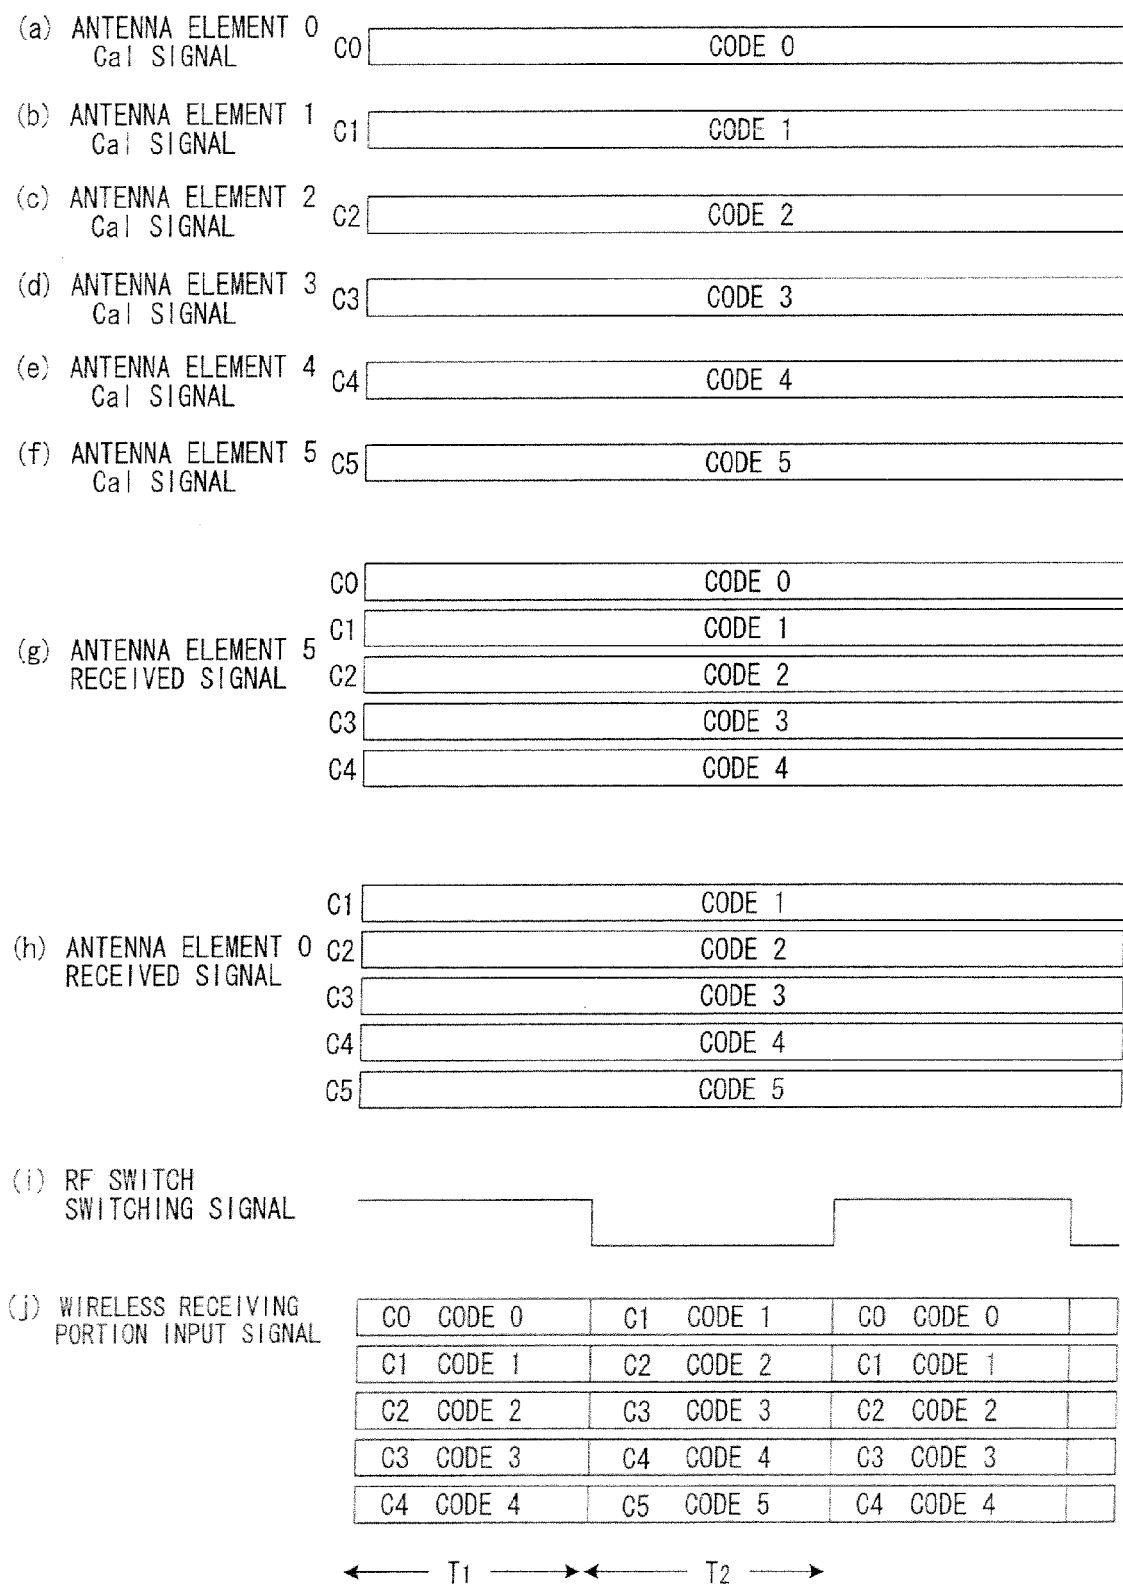 (a) ANTENNA ELEMENT 0
Cal SIGNAL
C0 CODE 0
(b) ANTENNA ELEMENT 1
Cal SIGNAL
C1 CODE 1
(c) ANTENNA ELEMENT 2
Cal SIGNAL
C2 CODE 2
(d) ANTENNA ELEMENT 3
Cal SIGNAL
C3 CODE 3
(e) ANTENNA ELEMENT 4
Cal SIGNAL
C4 CODE 4
(f) ANTENNA ELEMENT 5
Cal SIGNAL
C5 CODE 5
(g) ANTENNA ELEMENT 5
RECEIVED SIGNAL
C0 CODE 0
C1 CODE 1
C2 CODE 2
C3 CODE 3
C4 CODE 4
(h) ANTENNA ELEMENT 0
RECEIVED SIGNAL
C1 CODE 1
C2 CODE 2
C3 CODE 3
C4 CODE 4
C5 CODE 5
(i) RF SWITCH
SWITCHING SIGNAL
(j) WIRELESS RECEIVING
PORTION INPUT SIGNAL
C0 CODE 0 C1 CODE 1 C0 CODE 0
C1 CODE 1 C2 CODE 2 C1 CODE 1
C2 CODE 2 C3 CODE 3 C2 CODE 2
C3 CODE 3 C4 CODE 4 C3 CODE 3
C4 CODE 4 C5 CODE 5 C4 CODE 4
T1 T2